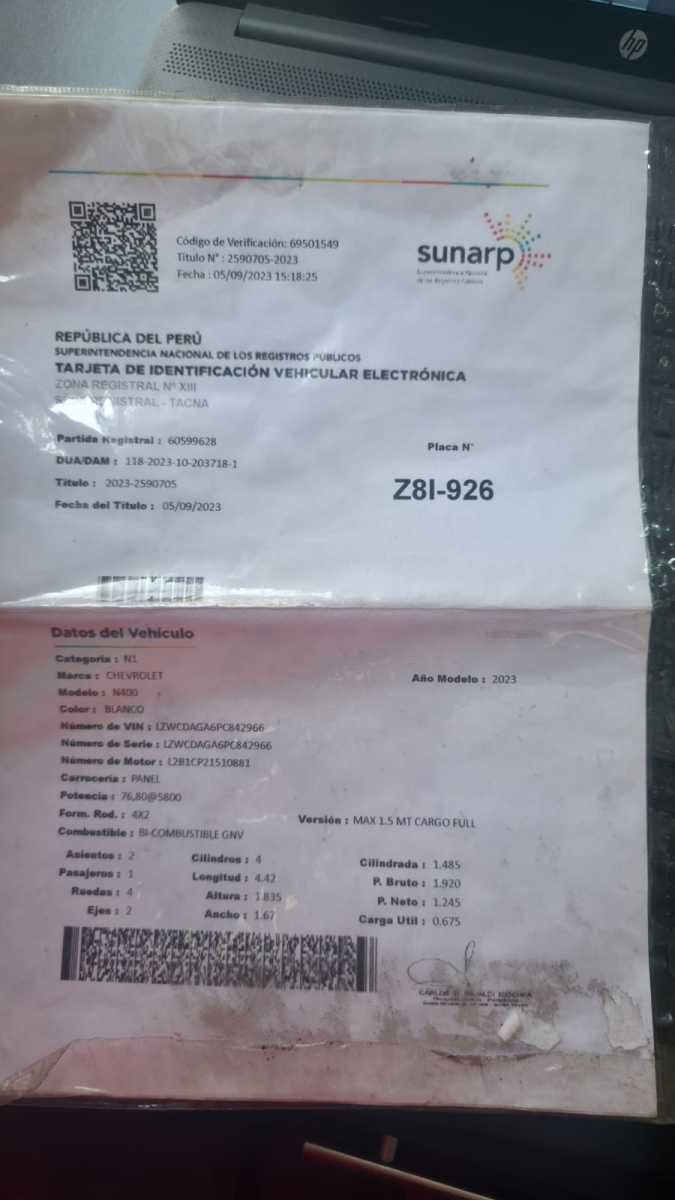 hp
Código de Verificación: 69501549
Título N° : 2590705-2023
Fecha : 05/09/2023 15:18:25
sunarp
Superintendencia Nacional
de los Registros Públicos
REPÚBLICA DEL PERÚ
SUPERINTENDENCIA NACIONAL DE LOS REGISTROS PÚBLICOS
TARJETA DE IDENTIFICACIÓN VEHICULAR ELECTRÓNICA
ZONA REGISTRAL N° XIII
REGISTRAL - TACNA
Partida Registral : 60599628
Placa N°
DUA/DAM : 118-2023-10-203718-1
Título : 2023-2590705
Z8I-926
Fecha del Título : 05/09/2023
Datos del Vehículo
Categoría : N1
Marca : CHEVROLET
Año Modelo : 2023
Modelo : N400
Color : BLANCO
Número de VIN : LZWCDAGA6PC842966
Número de Serie : LZWCDAGA6PC842966
Número de Motor : L2B1CP21510881
Carrocería : PANEL
Potencia : 76,80@5800
Form. Rod. : 4X2
Versión : MAX 1.5 MT CARGO FULL
Combustible : BI-COMBUSTIBLE GNV
Asientos : 2 Cilindros : 4 Cilindrada : 1.485
Pasajeros : 1 Longitud : 4.42 P. Bruto : 1.920
Ruedas : 4 Altura : 1.835 P. Neto : 1.245
Ejes : 2 Ancho : 1.67 Carga Util : 0.675